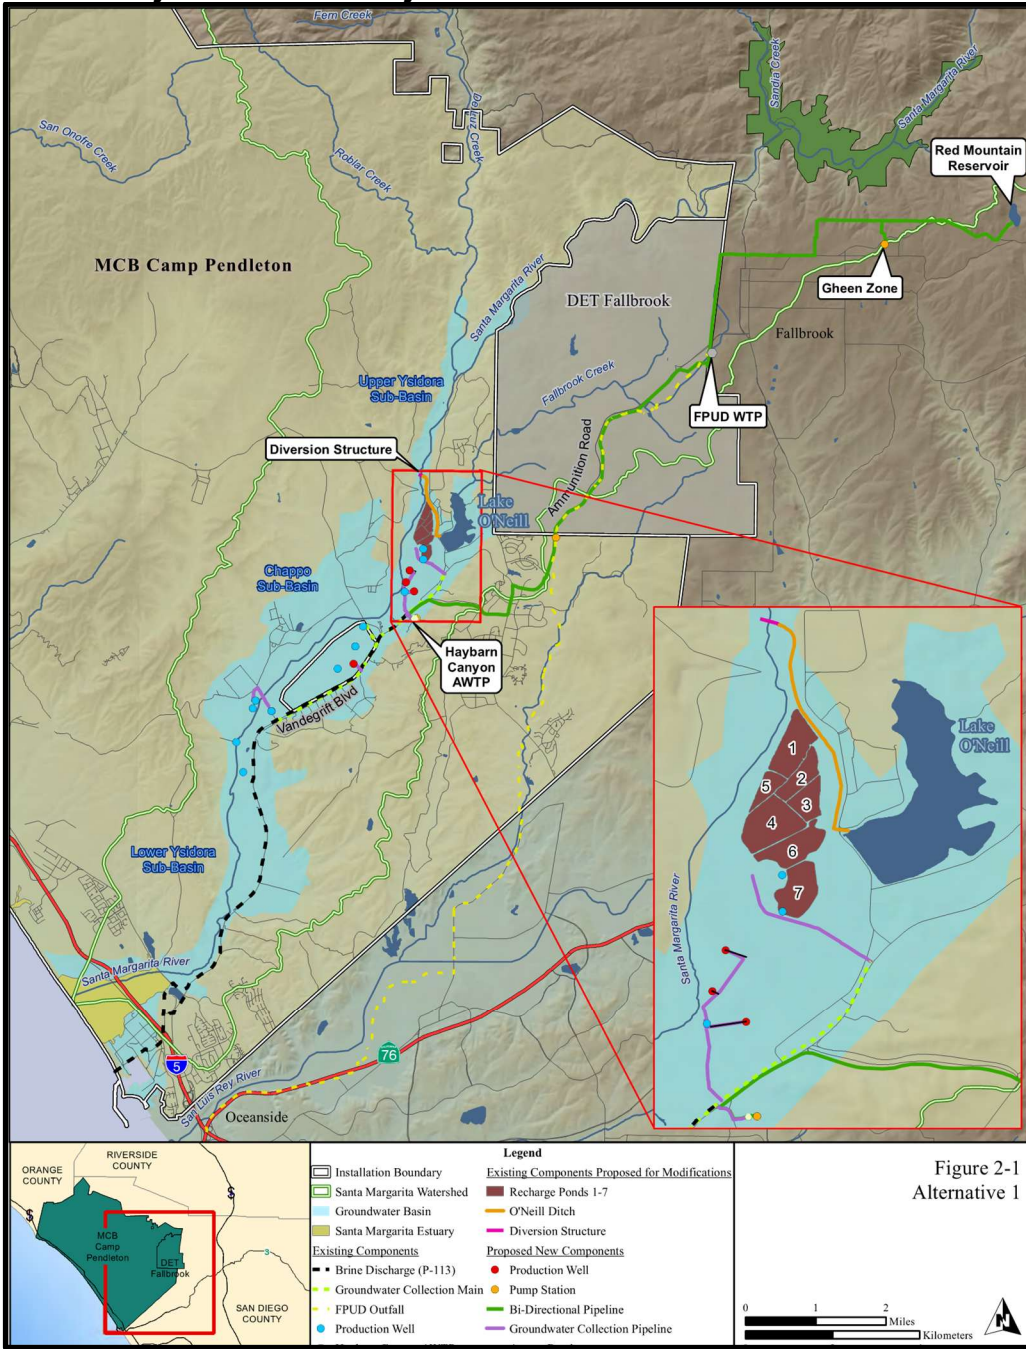 Fern Creek
De Luz Creek
Sandia Creek
Santa Margarita River
San Onofre Creek
Roblar Creek
Red Mountain
Reservoir
MCB Camp Pendleton
Santa Margarita River
DET Fallbrook
Gheen Zone
Fallbrook
Upper Ysidora
Sub-Basin
Fallbrook Creek
FPUD WTP
Diversion Structure
Ammunition Road
Lake
O'Neill
Chappo
Sub-Basin
Haybarn
Canyon
AWTP
Vandegrift Blvd
Lake
O'Neill
1
2
5
3
4
6
7
Santa Margarita River
Lower Ysidora
Sub-Basin
Santa Margarita River
5
76
San Luis Rey River
Oceanside
RIVERSIDE
COUNTY
ORANGE
COUNTY
MCB
Camp
Pendleton
DET
Fallbrook
SAN DIEGO
COUNTY
Legend
Installation Boundary
Santa Margarita Watershed
Groundwater Basin
Santa Margarita Estuary
Existing Components
Brine Discharge (P-113)
Groundwater Collection Main
FPUD Outfall
Production Well
Existing Components Proposed for Modifications
Recharge Ponds 1-7
O'Neill Ditch
Diversion Structure
Proposed New Components
Production Well
Pump Station
Bi-Directional Pipeline
Groundwater Collection Pipeline
Figure 2-1
Alternative 1
0 1 2
Miles
Kilometers
N